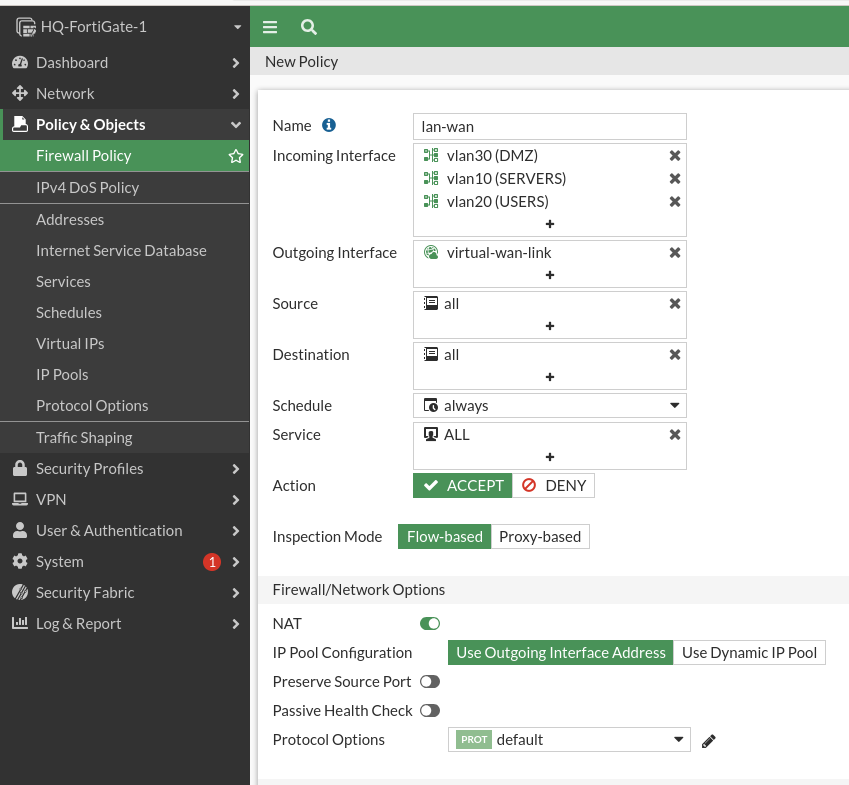 HQ-FortiGate-1
Dashboard
Network
Policy & Objects
Firewall Policy
IPv4 DoS Policy
Addresses
Internet Service Database
Services
Schedules
Virtual IPs
IP Pools
Protocol Options
Traffic Shaping
Security Profiles
VPN
User & Authentication
System 1
Security Fabric
Log & Report
New Policy
Name lan-wan
Incoming Interface vlan30 (DMZ)
vlan10 (SERVERS)
vlan20 (USERS)
Outgoing Interface virtual-wan-link
Source all
Destination all
Schedule always
Service ALL
Action ACCEPT DENY
Inspection Mode Flow-based Proxy-based
Firewall/Network Options
NAT
IP Pool Configuration Use Outgoing Interface Address Use Dynamic IP Pool
Preserve Source Port
Passive Health Check
Protocol Options PROT default